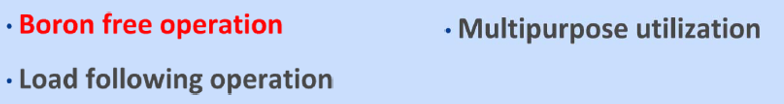 · Boron free operation
· Multipurpose utilization
· Load following operation